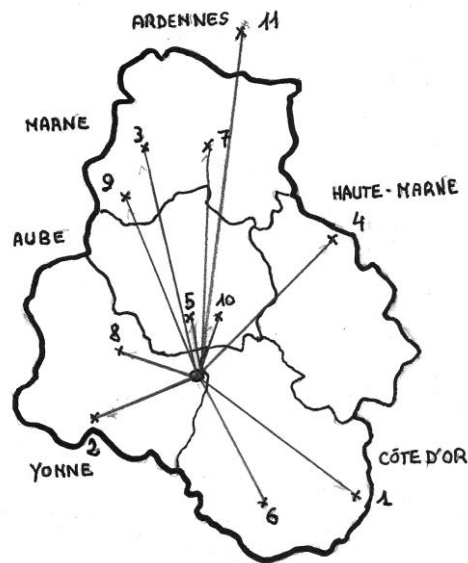 ARDENNES 11
MARNE 3 7
9 HAUTE-MARNE
4
AUBE
5 10
8
2
YONNE CÔTE D'OR
1
6